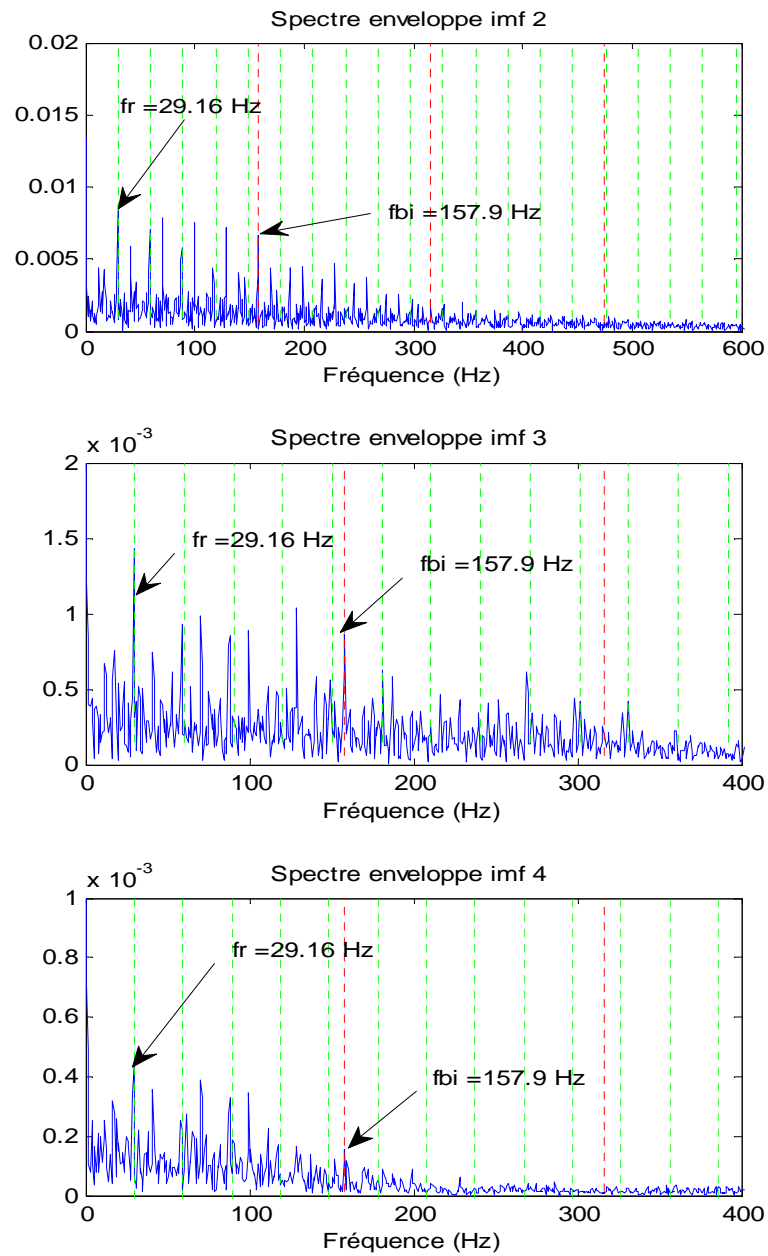 Spectre enveloppe imf 2
0.02
0.015
0.01
0.005
0
fr =29.16 Hz
fbi =157.9 Hz
0 100 200 300 400 500 600
Fréquence (Hz)
x 10-3
Spectre enveloppe imf 3
2
1.5
1
0.5
0
fr =29.16 Hz
fbi =157.9 Hz
0 100 200 300 400
Fréquence (Hz)
x 10-3
Spectre enveloppe imf 4
1
0.8
0.6
0.4
0.2
0
fr =29.16 Hz
fbi =157.9 Hz
0 100 200 300 400